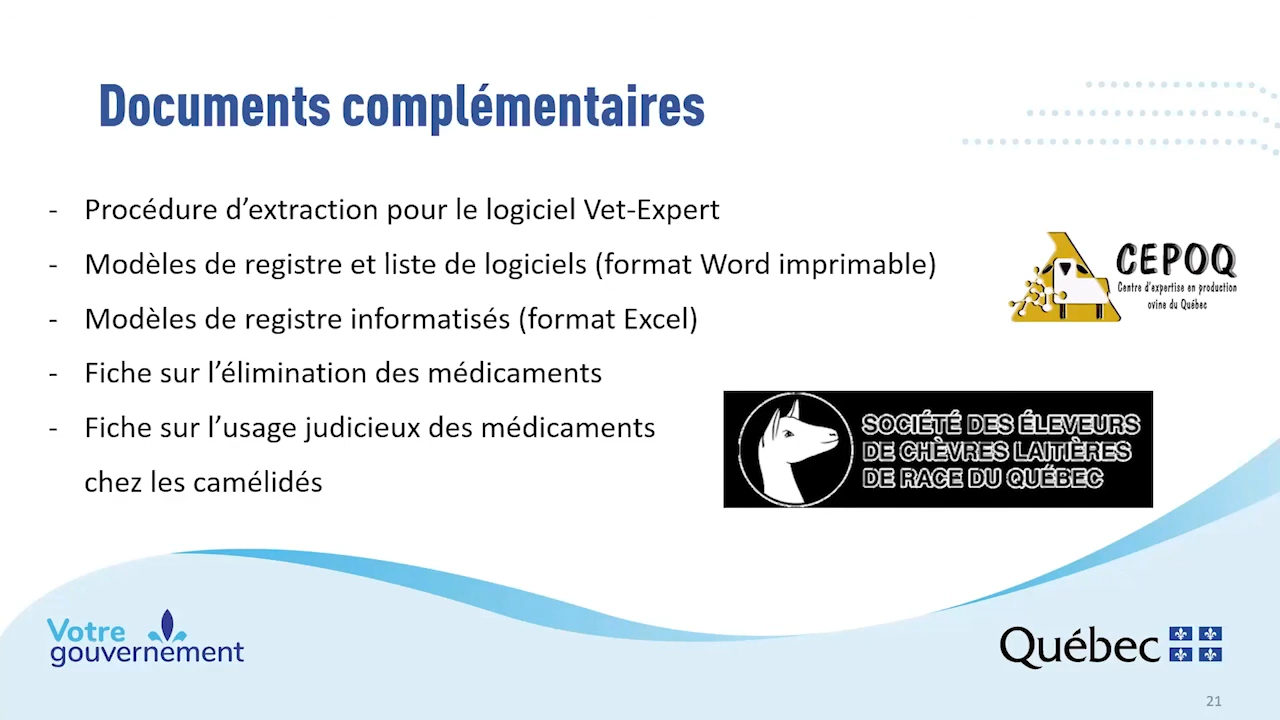 Documents complémentaires
- Procédure d’extraction pour le logiciel Vet-Expert
- Modèles de registre et liste de logiciels (format Word imprimable)
- Modèles de registre informatisés (format Excel)
- Fiche sur l’élimination des médicaments
- Fiche sur l’usage judicieux des médicaments
chez les camélidés
CEPOQ
Centre d'expertise en production
ovine du Québec
SOCIÉTÉ DES ÉLEVEURS
DE CHÈVRES LAITIÈRES
DE RACE DU QUÉBEC
Votre
gouvernement
Québec
21